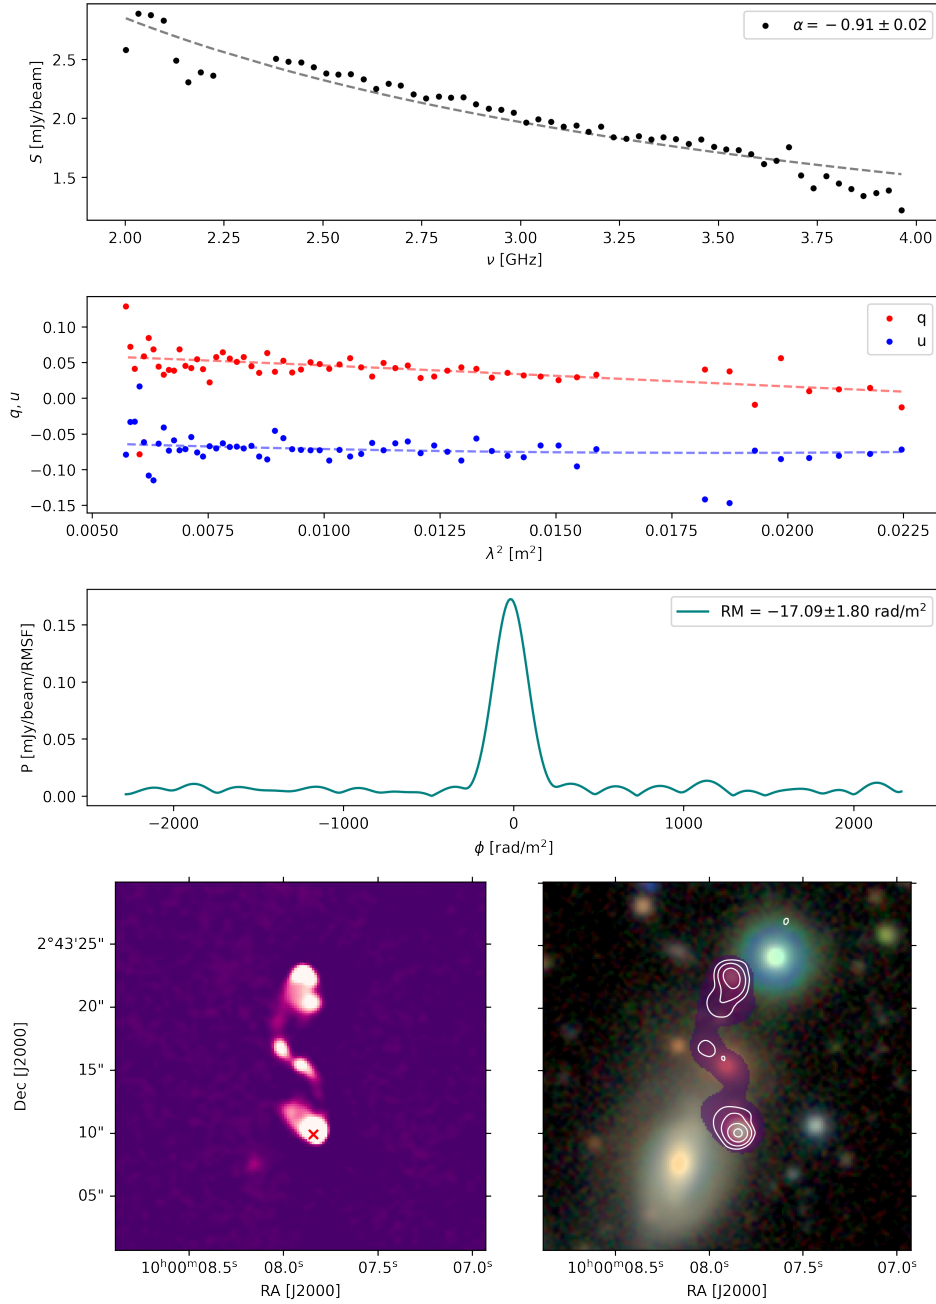 α = −0.91 ± 0.02
S [mJy/beam]
2.5
2.0
1.5
2.00 2.25 2.50 2.75 3.00 3.25 3.50 3.75 4.00
ν [GHz]
q
u
q, u
0.10
0.05
0.00
−0.05
−0.10
−0.15
0.0050 0.0075 0.0100 0.0125 0.0150 0.0175 0.0200 0.0225
λ² [m²]
RM = −17.09±1.80 rad/m²
P [mJy/beam/RMSF]
0.15
0.10
0.05
0.00
−2000 −1000 0 1000 2000
ϕ [rad/m²]
Dec [J2000]
2°43'25"
20"
15"
10"
05"
10ʰ00ᵐ08.5ˢ 08.0ˢ 07.5ˢ 07.0ˢ
RA [J2000]
10ʰ00ᵐ08.5ˢ 08.0ˢ 07.5ˢ 07.0ˢ
RA [J2000]